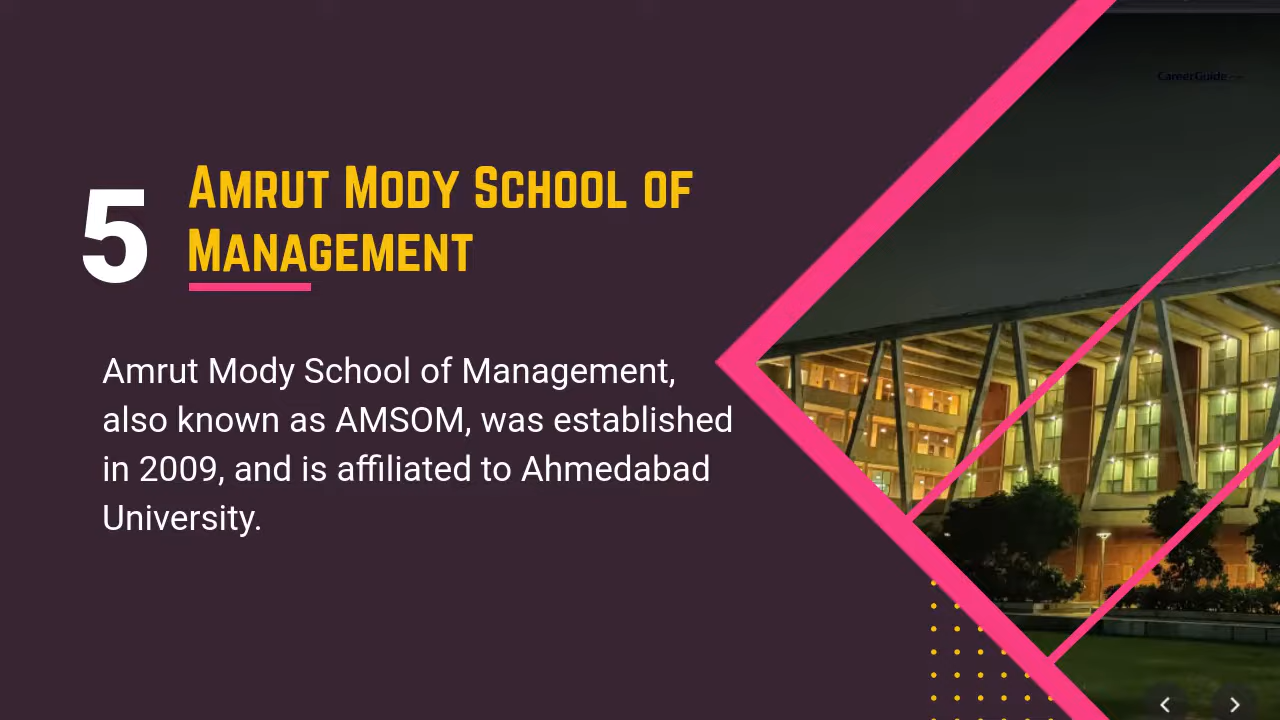 CareerGuide
5
Amrut Mody School of
Management
Amrut Mody School of Management,
also known as AMSOM, was established
in 2009, and is affiliated to Ahmedabad
University.